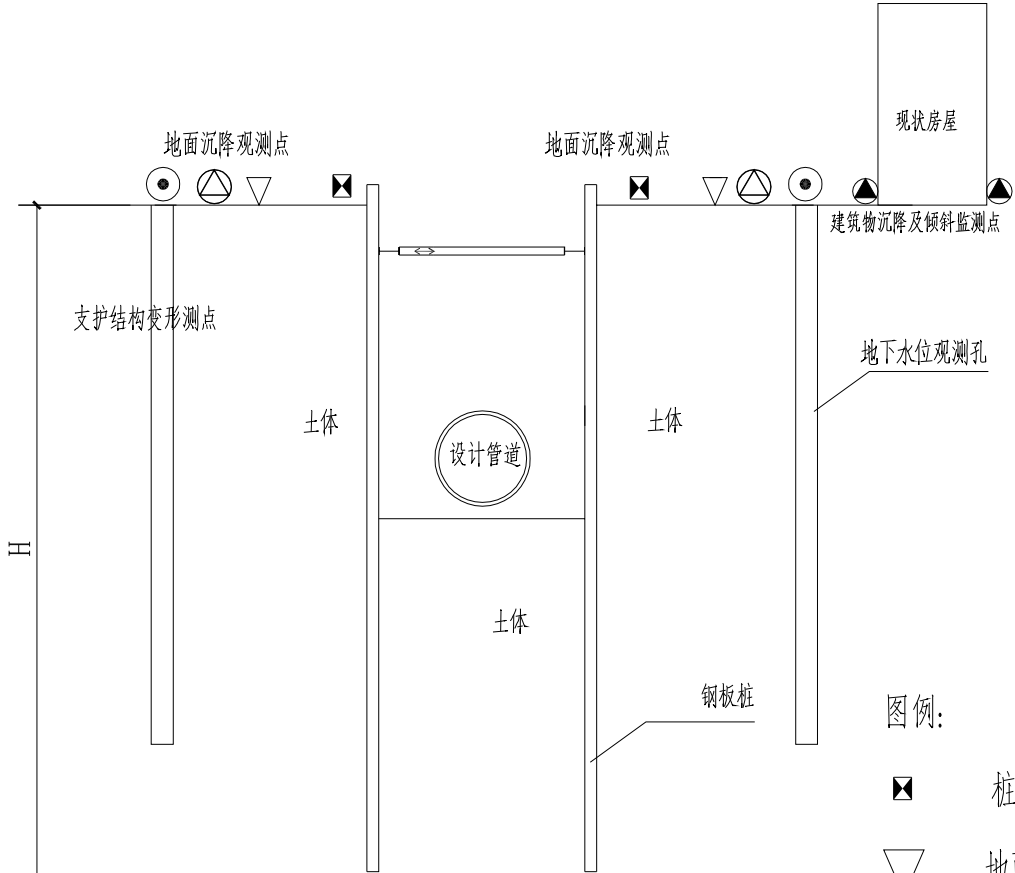 现状房屋
地面沉降观测点
地面沉降观测点
建筑物沉降及倾斜监测点
支护结构变形测点
地下水位观测孔
土体
土体
设计管道
H
土体
钢板桩
图例:
桩